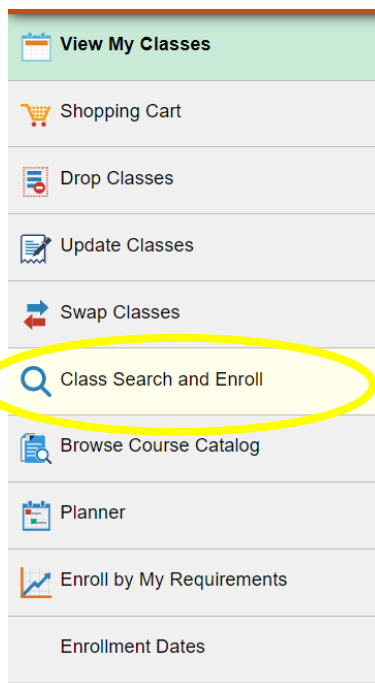 View My Classes
Shopping Cart
Drop Classes
Update Classes
Swap Classes
Class Search and Enroll
Browse Course Catalog
Planner
Enroll by My Requirements
Enrollment Dates